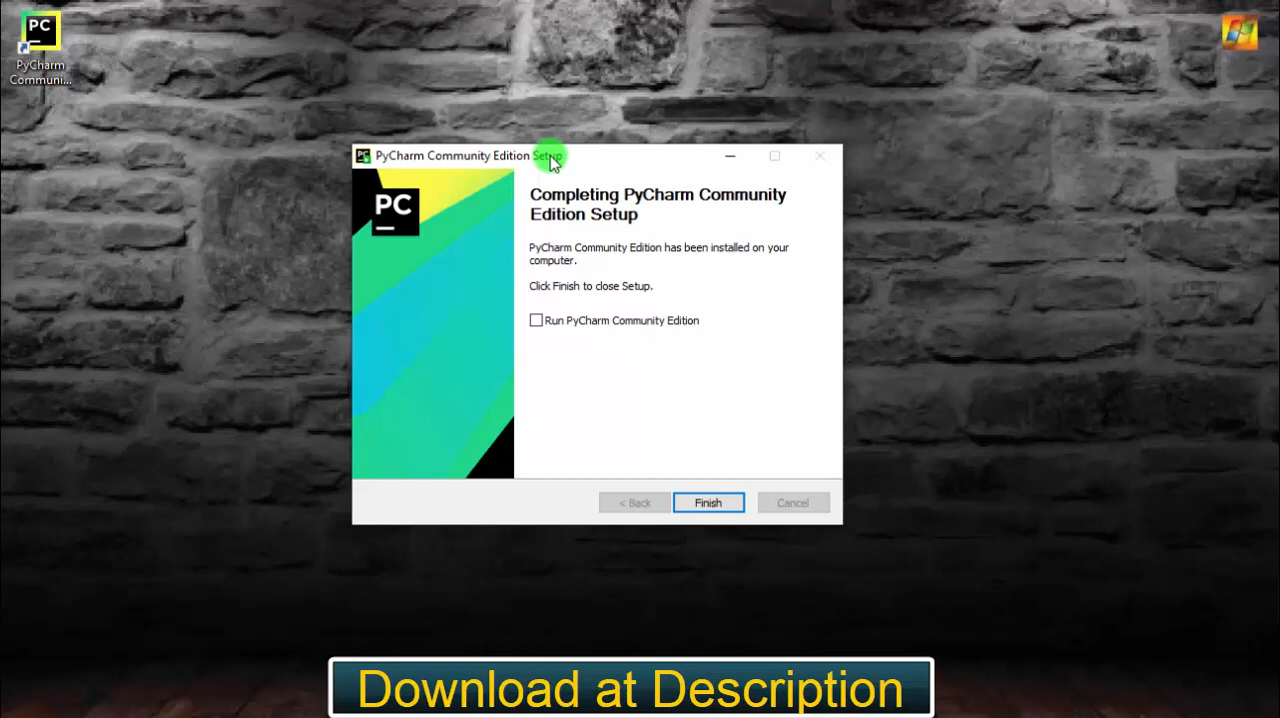 PC
PyCharm
Communi...
PyCharm Community Edition Setup
PC
Completing PyCharm Community
Edition Setup
PyCharm Community Edition has been installed on your
computer.
Click Finish to close Setup.
Run PyCharm Community Edition
< Back
Finish
Cancel
Download at Description